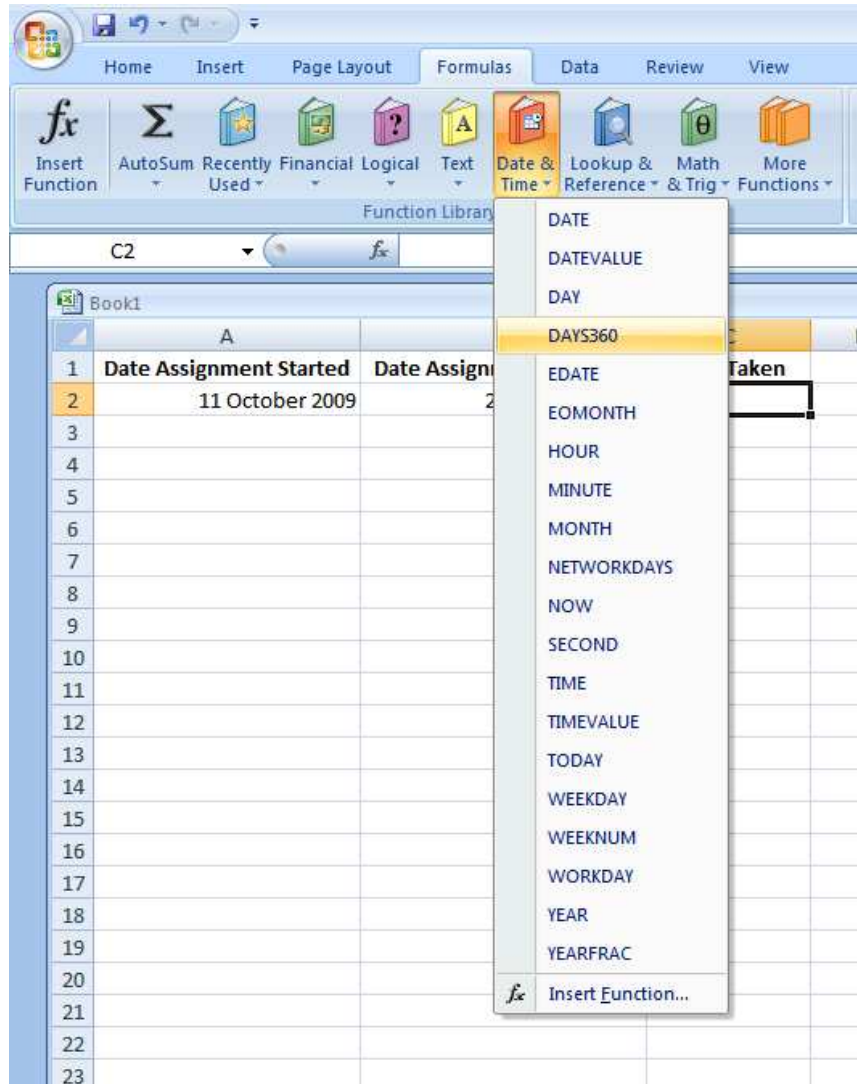 Home Insert Page Layout Formulas Data Review View
Insert Function AutoSum Recently Used Financial Logical Text Date & Time Lookup & Reference Math & Trig More Functions
Function Library
C2 fx
Book1
A
1 Date Assignment Started Date Taken
2 11 October 2009
3
4
5
6
7
8
9
10
11
12
13
14
15
16
17
18
19
20
21
22
23
DATE
DATEVALUE
DAY
DAYS360
EDATE
EOMONTH
HOUR
MINUTE
MONTH
NETWORKDAYS
NOW
SECOND
TIME
TIMEVALUE
TODAY
WEEKDAY
WEEKNUM
WORKDAY
YEAR
YEARFRAC
fx Insert Function...